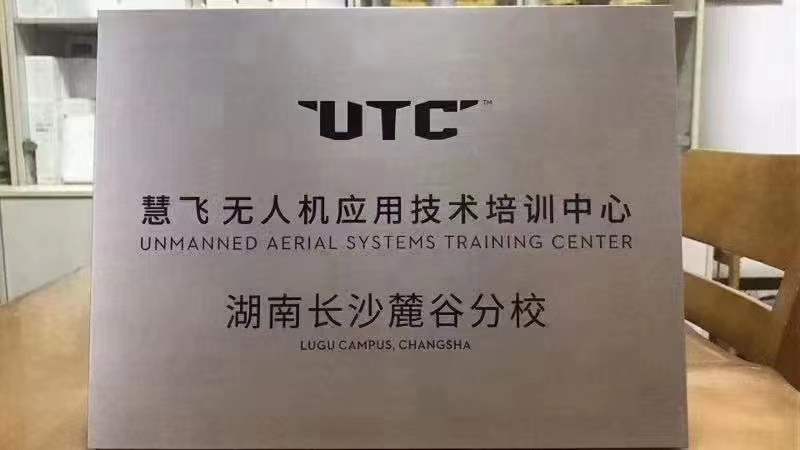 UTC™
慧飞 无人机应用技术培训中心
UNMANNED AERIAL SYSTEMS TRAINING CENTER
湖南长沙麓谷分校
LUGU CAMPUS, CHANGSHA